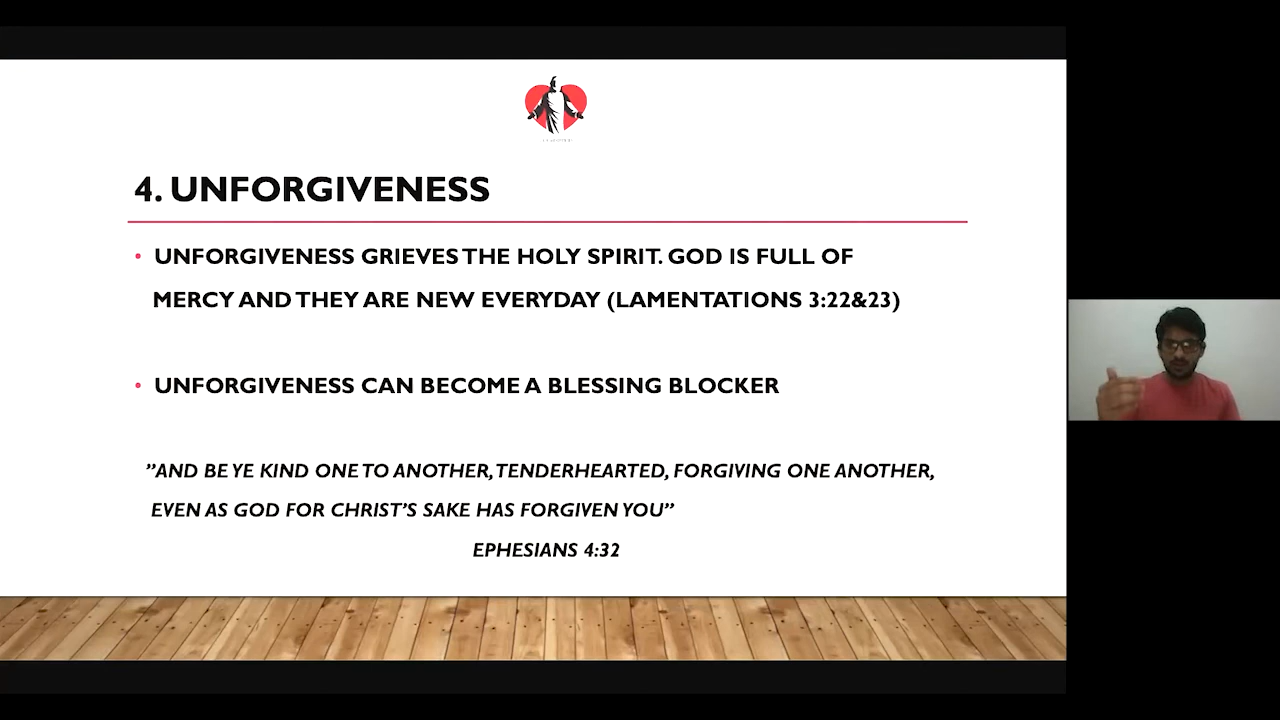 4. UNFORGIVENESS
• UNFORGIVENESS GRIEVES THE HOLY SPIRIT. GOD IS FULL OF
MERCY AND THEY ARE NEW EVERYDAY (LAMENTATIONS 3:22&23)
• UNFORGIVENESS CAN BECOME A BLESSING BLOCKER
”AND BE YE KIND ONE TO ANOTHER, TENDERHEARTED, FORGIVING ONE ANOTHER,
EVEN AS GOD FOR CHRIST’S SAKE HAS FORGIVEN YOU”
EPHESIANS 4:32